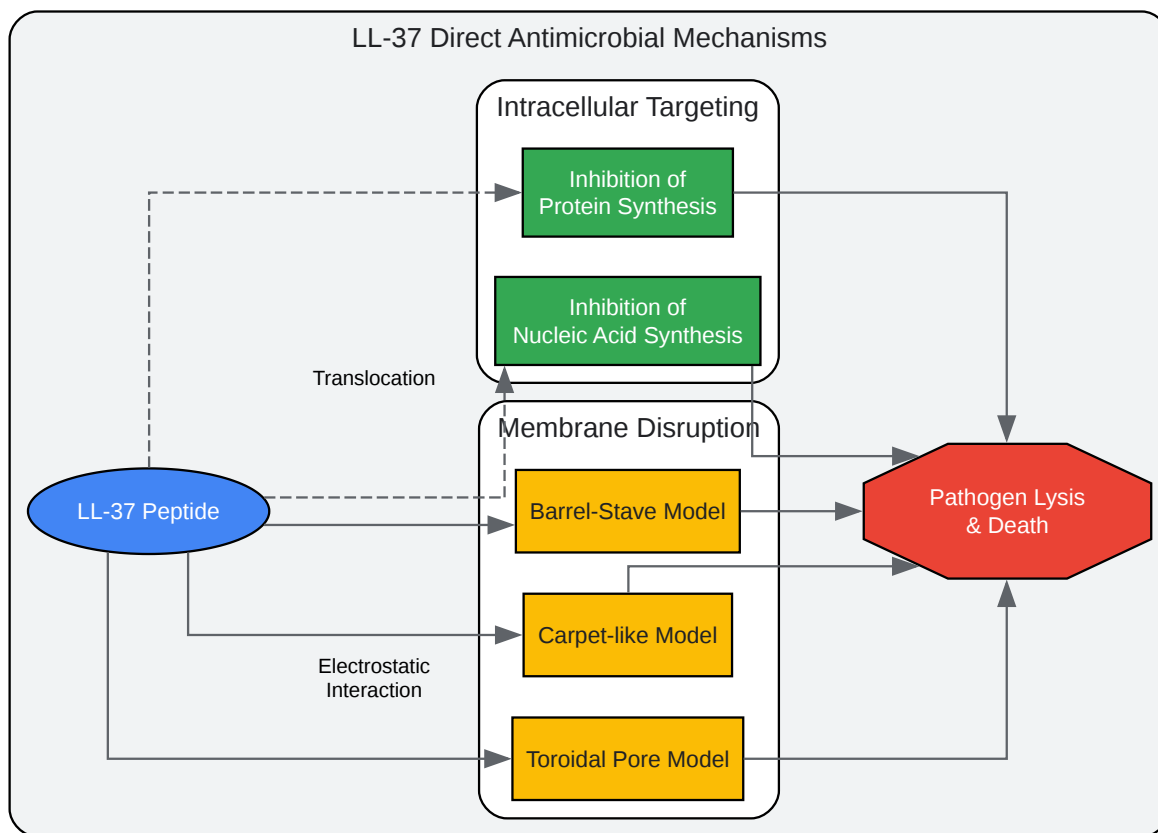 LL-37 Direct Antimicrobial Mechanisms
Intracellular Targeting
Inhibition of
Protein Synthesis
Inhibition of
Nucleic Acid Synthesis
Translocation
Membrane Disruption
LL-37 Peptide
Barrel-Stave Model
Pathogen Lysis
& Death
Carpet-like Model
Electrostatic
Interaction
Toroidal Pore Model